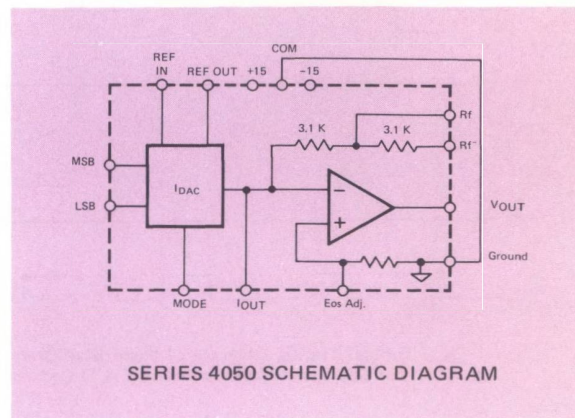 COM
REF
IN
REF OUT
+15
-15
3.1 K
3.1 K
Rf
Rf-
MSB
LSB
IDAC
-
+
VOUT
Ground
MODE
IOUT
Eos Adj.
SERIES 4050 SCHEMATIC DIAGRAM